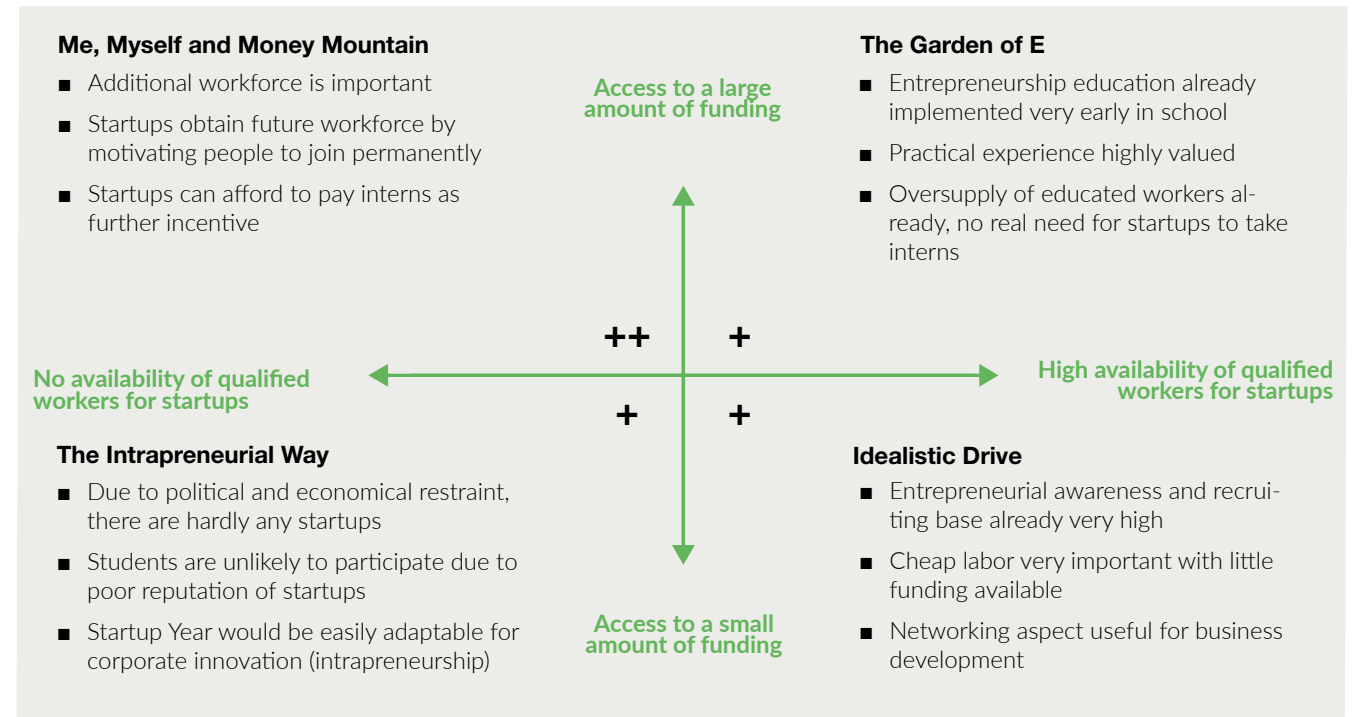 Me, Myself and Money Mountain
■ Additional workforce is important
■ Startups obtain future workforce by
motivating people to join permanently
■ Startups can afford to pay interns as
further incentive
Access to a large
amount of funding
The Garden of E
■ Entrepreneurship education already
implemented very early in school
■ Practical experience highly valued
■ Oversupply of educated workers al-
ready, no real need for startups to take
interns
++
+
No availability of qualified
workers for startups
High availability of qualified
workers for startups
+
+
The Intrapreneurial Way
■ Due to political and economical restraint,
there are hardly any startups
■ Students are unlikely to participate due to
poor reputation of startups
■ Startup Year would be easily adaptable for
corporate innovation (intrapreneurship)
Access to a small
amount of funding
Idealistic Drive
■ Entrepreneurial awareness and recrui-
ting base already very high
■ Cheap labor very important with little
funding available
■ Networking aspect useful for business
development